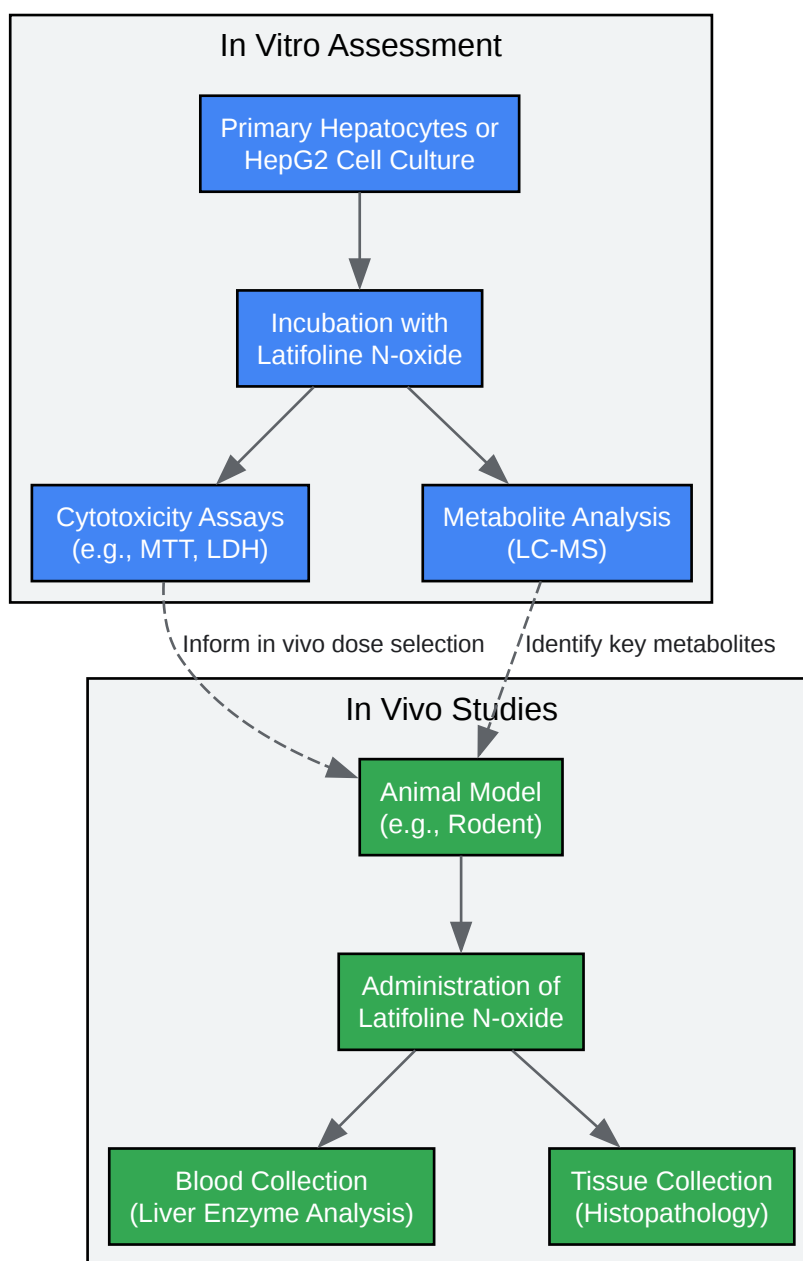 In Vitro Assessment
Primary Hepatocytes or
HepG2 Cell Culture
Incubation with
Latifoline N-oxide
Cytotoxicity Assays
(e.g., MTT, LDH)
Metabolite Analysis
(LC-MS)
Inform in vivo dose selection
Identify key metabolites
In Vivo Studies
Animal Model
(e.g., Rodent)
Administration of
Latifoline N-oxide
Blood Collection
(Liver Enzyme Analysis)
Tissue Collection
(Histopathology)